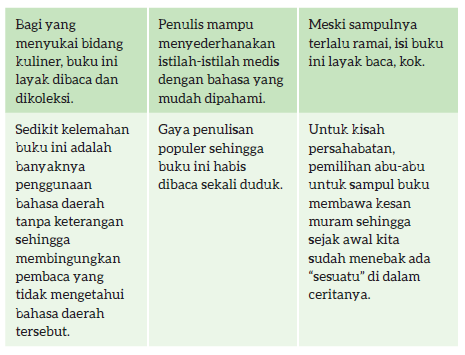 Bagi yang
menyukai bidang
kuliner, buku ini
layak dibaca dan
dikoleksi.
Penulis mampu
menyederhanakan
istilah-istilah medis
dengan bahasa yang
mudah dipahami.
Meski sampulnya
terlalu ramai, isi buku
ini layak baca, kok.
Sedikit kelemahan
buku ini adalah
banyaknya
penggunaan
bahasa daerah
tanpa keterangan
sehingga
membingungkan
pembaca yang
tidak mengetahui
bahasa daerah
tersebut.
Gaya penulisan
populer sehingga
buku ini habis
dibaca sekali duduk.
Untuk kisah
persahabatan,
pemilihan abu-abu
untuk sampul buku
membawa kesan
muram sehingga
sejak awal kita
sudah menebak ada
“sesuatu” di dalam
ceritanya.